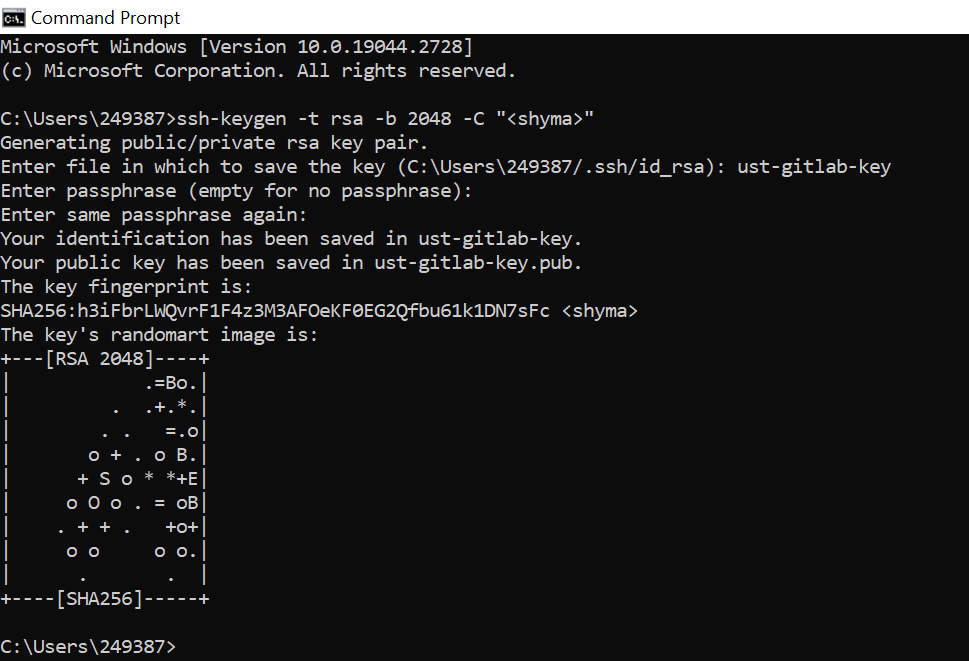 Command Prompt
Microsoft Windows [Version 10.0.19044.2728]
(c) Microsoft Corporation. All rights reserved.
C:\Users\249387>ssh-keygen -t rsa -b 2048 -C "<shyma>"
Generating public/private rsa key pair.
Enter file in which to save the key (C:\Users\249387/.ssh/id_rsa): ust-gitlab-key
Enter passphrase (empty for no passphrase):
Enter same passphrase again:
Your identification has been saved in ust-gitlab-key.
Your public key has been saved in ust-gitlab-key.pub.
The key fingerprint is:
SHA256:h3iFbrLWQvrF1F4z3M3AFOeKF0EG2Qfbu61k1DN7sFc <shyma>
The key's randomart image is:
+---[RSA 2048]----+
|            .=Bo.|
|         .  .+.*.|
|        . .   =.o|
|       o + . o B.|
|      + S o * *+E|
|     o O o . = oB|
|    . + + .   +o+|
|     o o     o o.|
|      .       .  |
+----[SHA256]-----+
C:\Users\249387>